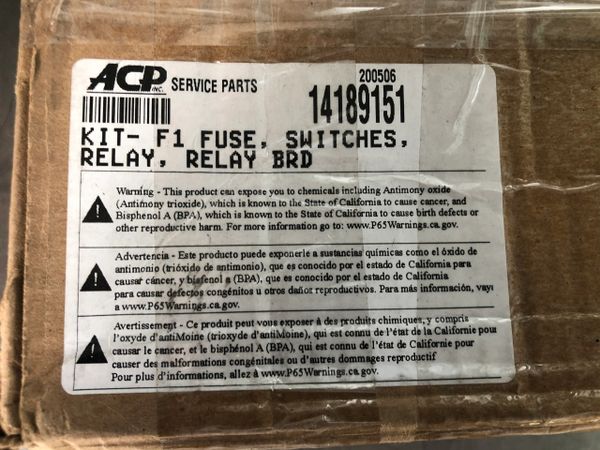 ACP INC. SERVICE PARTS 200506
14189151
KIT- F1 FUSE, SWITCHES,
RELAY, RELAY BRD
Warning - This product can expose you to chemicals including Antimony oxide
(Antimony trioxide), which is known to the State of California to cause cancer, and
Bisphenol A (BPA), which is known to the State of California to cause birth defects or
other reproductive harm. For more information go to: www.P65Warnings.ca.gov.
Advertencia - Este producto puede exponerle a sustancias químicas como el óxido de
antimonio (trióxido de antimonio), que es conocido por el estado de California para
causar cáncer, y bisfenol a (BPA), que es conocido por el estado de California
para causar defectos congénitos u otros daños reproductivos. Para más información, vay
a www.P65Warnings.ca.gov.
Avertissement - Ce produit peut vous exposer à des produits chimiques, y compris
l'oxyde d'antiMoine (trioxyde d'antiMoine), qui est connu de l'état de la Californie pou
causer le cancer, et le bisphénol A (BPA), qui est connu de l'état de Californie pour
causer des malformations congénitales ou d'autres dommages reproductif
Pour plus d'informations, allez à www.P65Warnings.ca.gov.